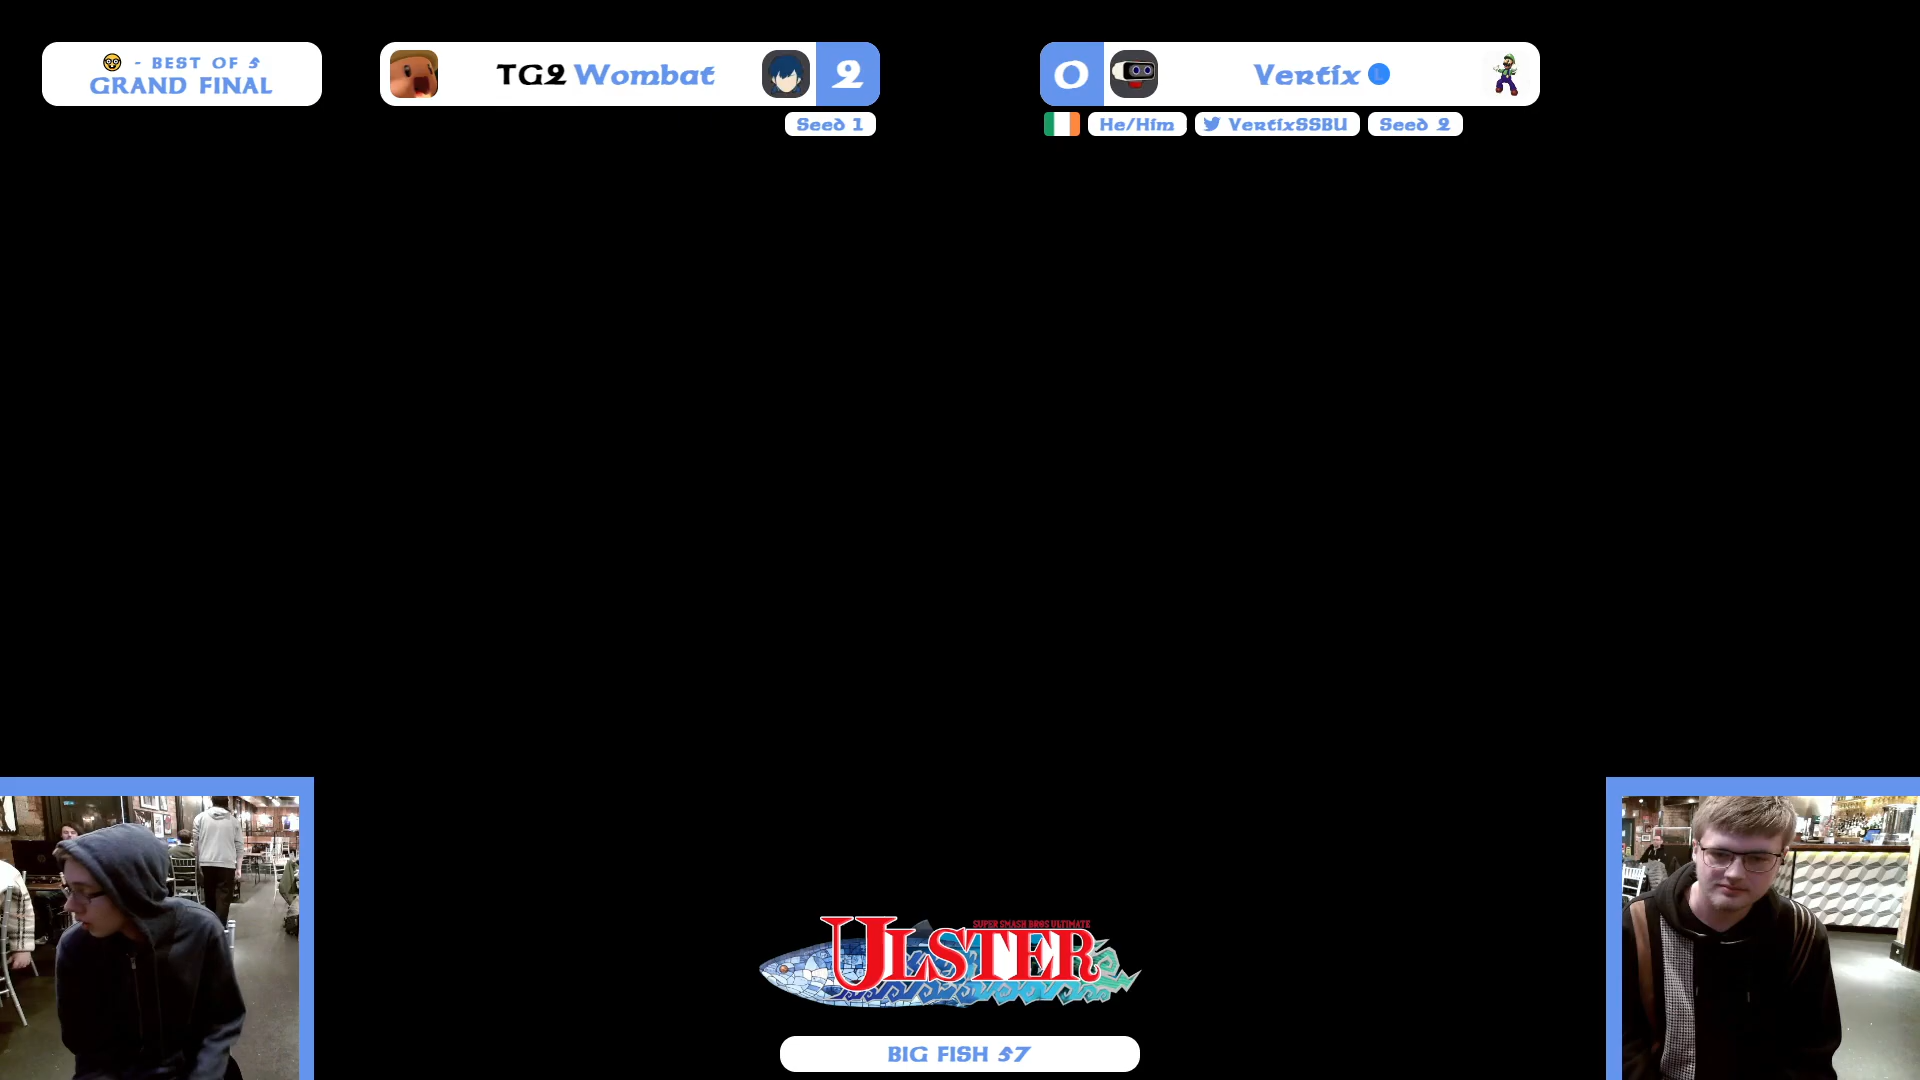 - BEST OF 5
GRAND FINAL
TG2 Wombat
2
Seed 1
0
Vertix L
He/Him
VertixSSBU
Seed 2
SUPER SMASH BROS ULTIMATE
ULSTER
BIG FISH 57